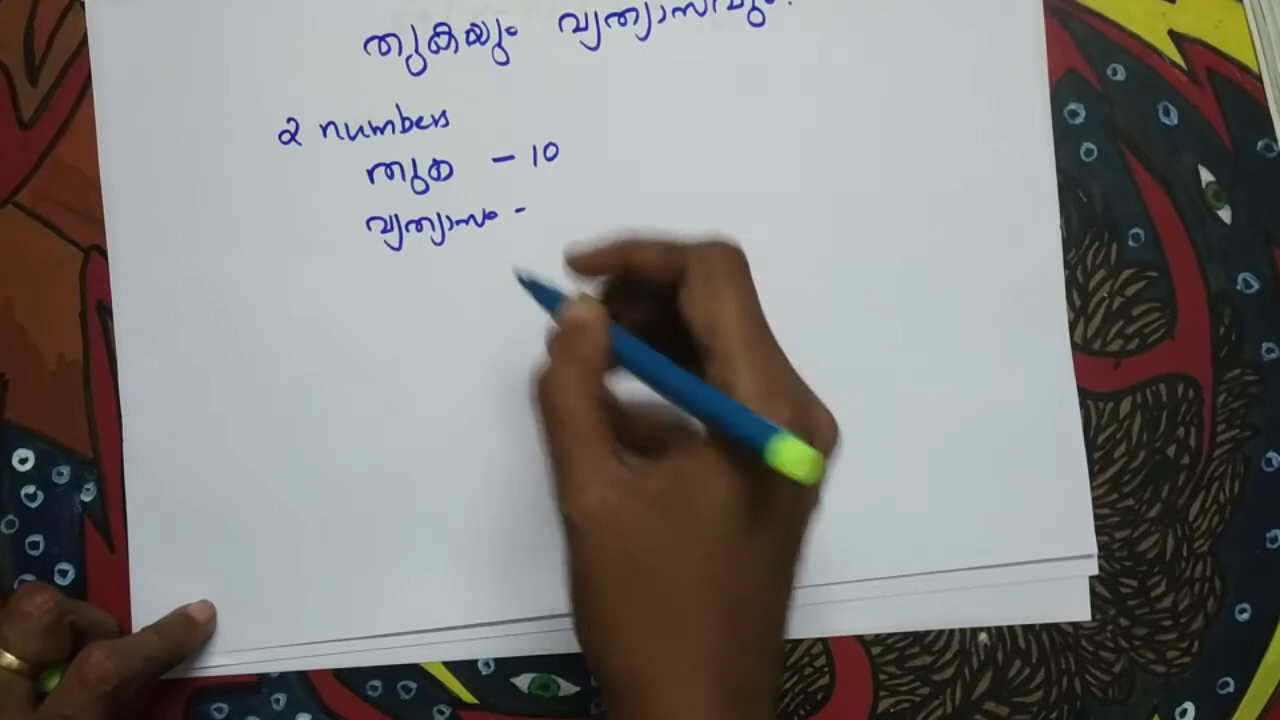 തുകയും വ്യത്യാസവും.
2 numbers
തുക - 10
വ്യത്യാസം -